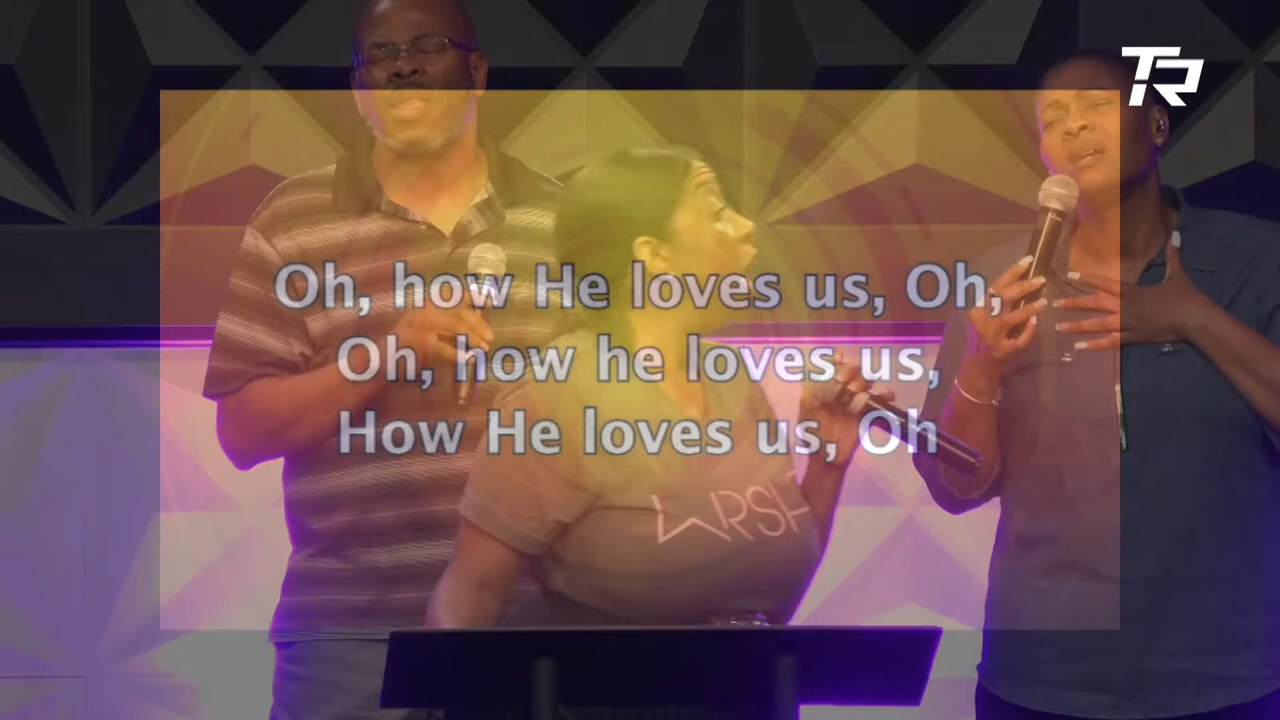 TR
Oh, how He loves us, Oh,
Oh, how he loves us,
How He loves us, Oh
WRSH